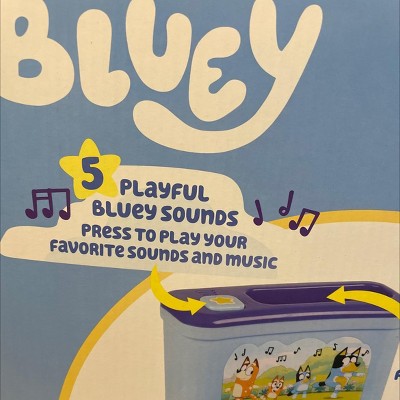 BLUEY
5 PLAYFUL
BLUEY SOUNDS
PRESS TO PLAY YOUR
FAVORITE SOUNDS AND MUSIC